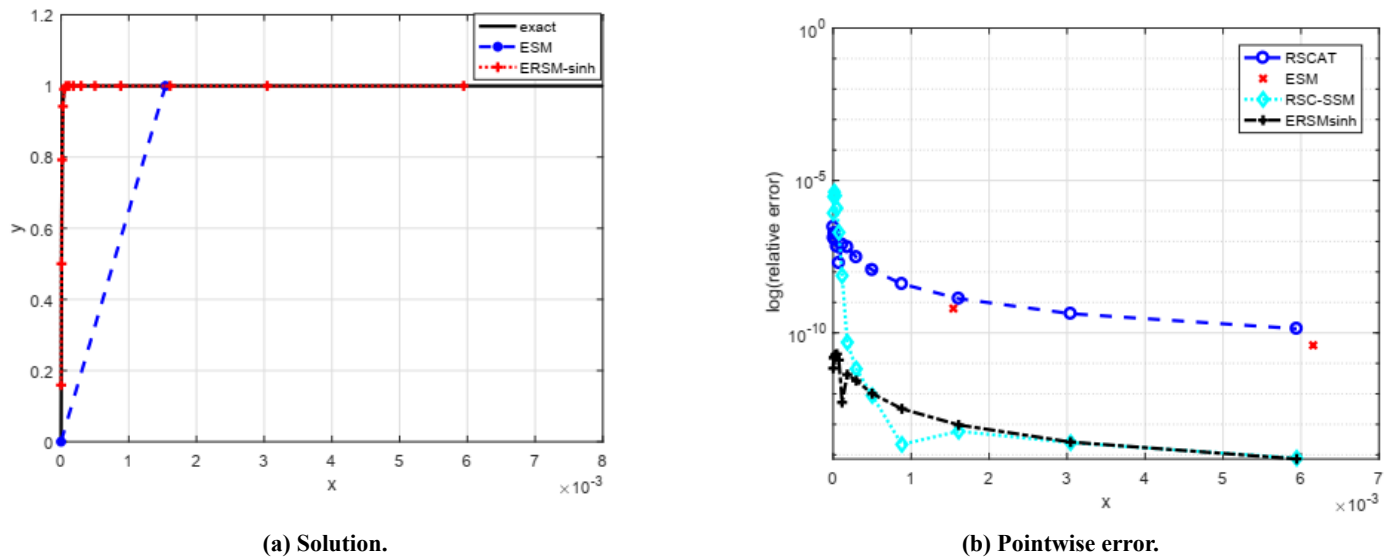 1.2
1
0.8
0.6
0.4
0.2
0
y
exact
ESM
ERSM-sinh
0 1 2 3 4 5 6 7 8
x
×10⁻³
(a) Solution.
10⁰
10⁻⁵
10⁻¹⁰
log(relative error)
RSCAT
ESM
RSC-SSM
ERSMsinh
0 1 2 3 4 5 6 7
x
×10⁻³
(b) Pointwise error.